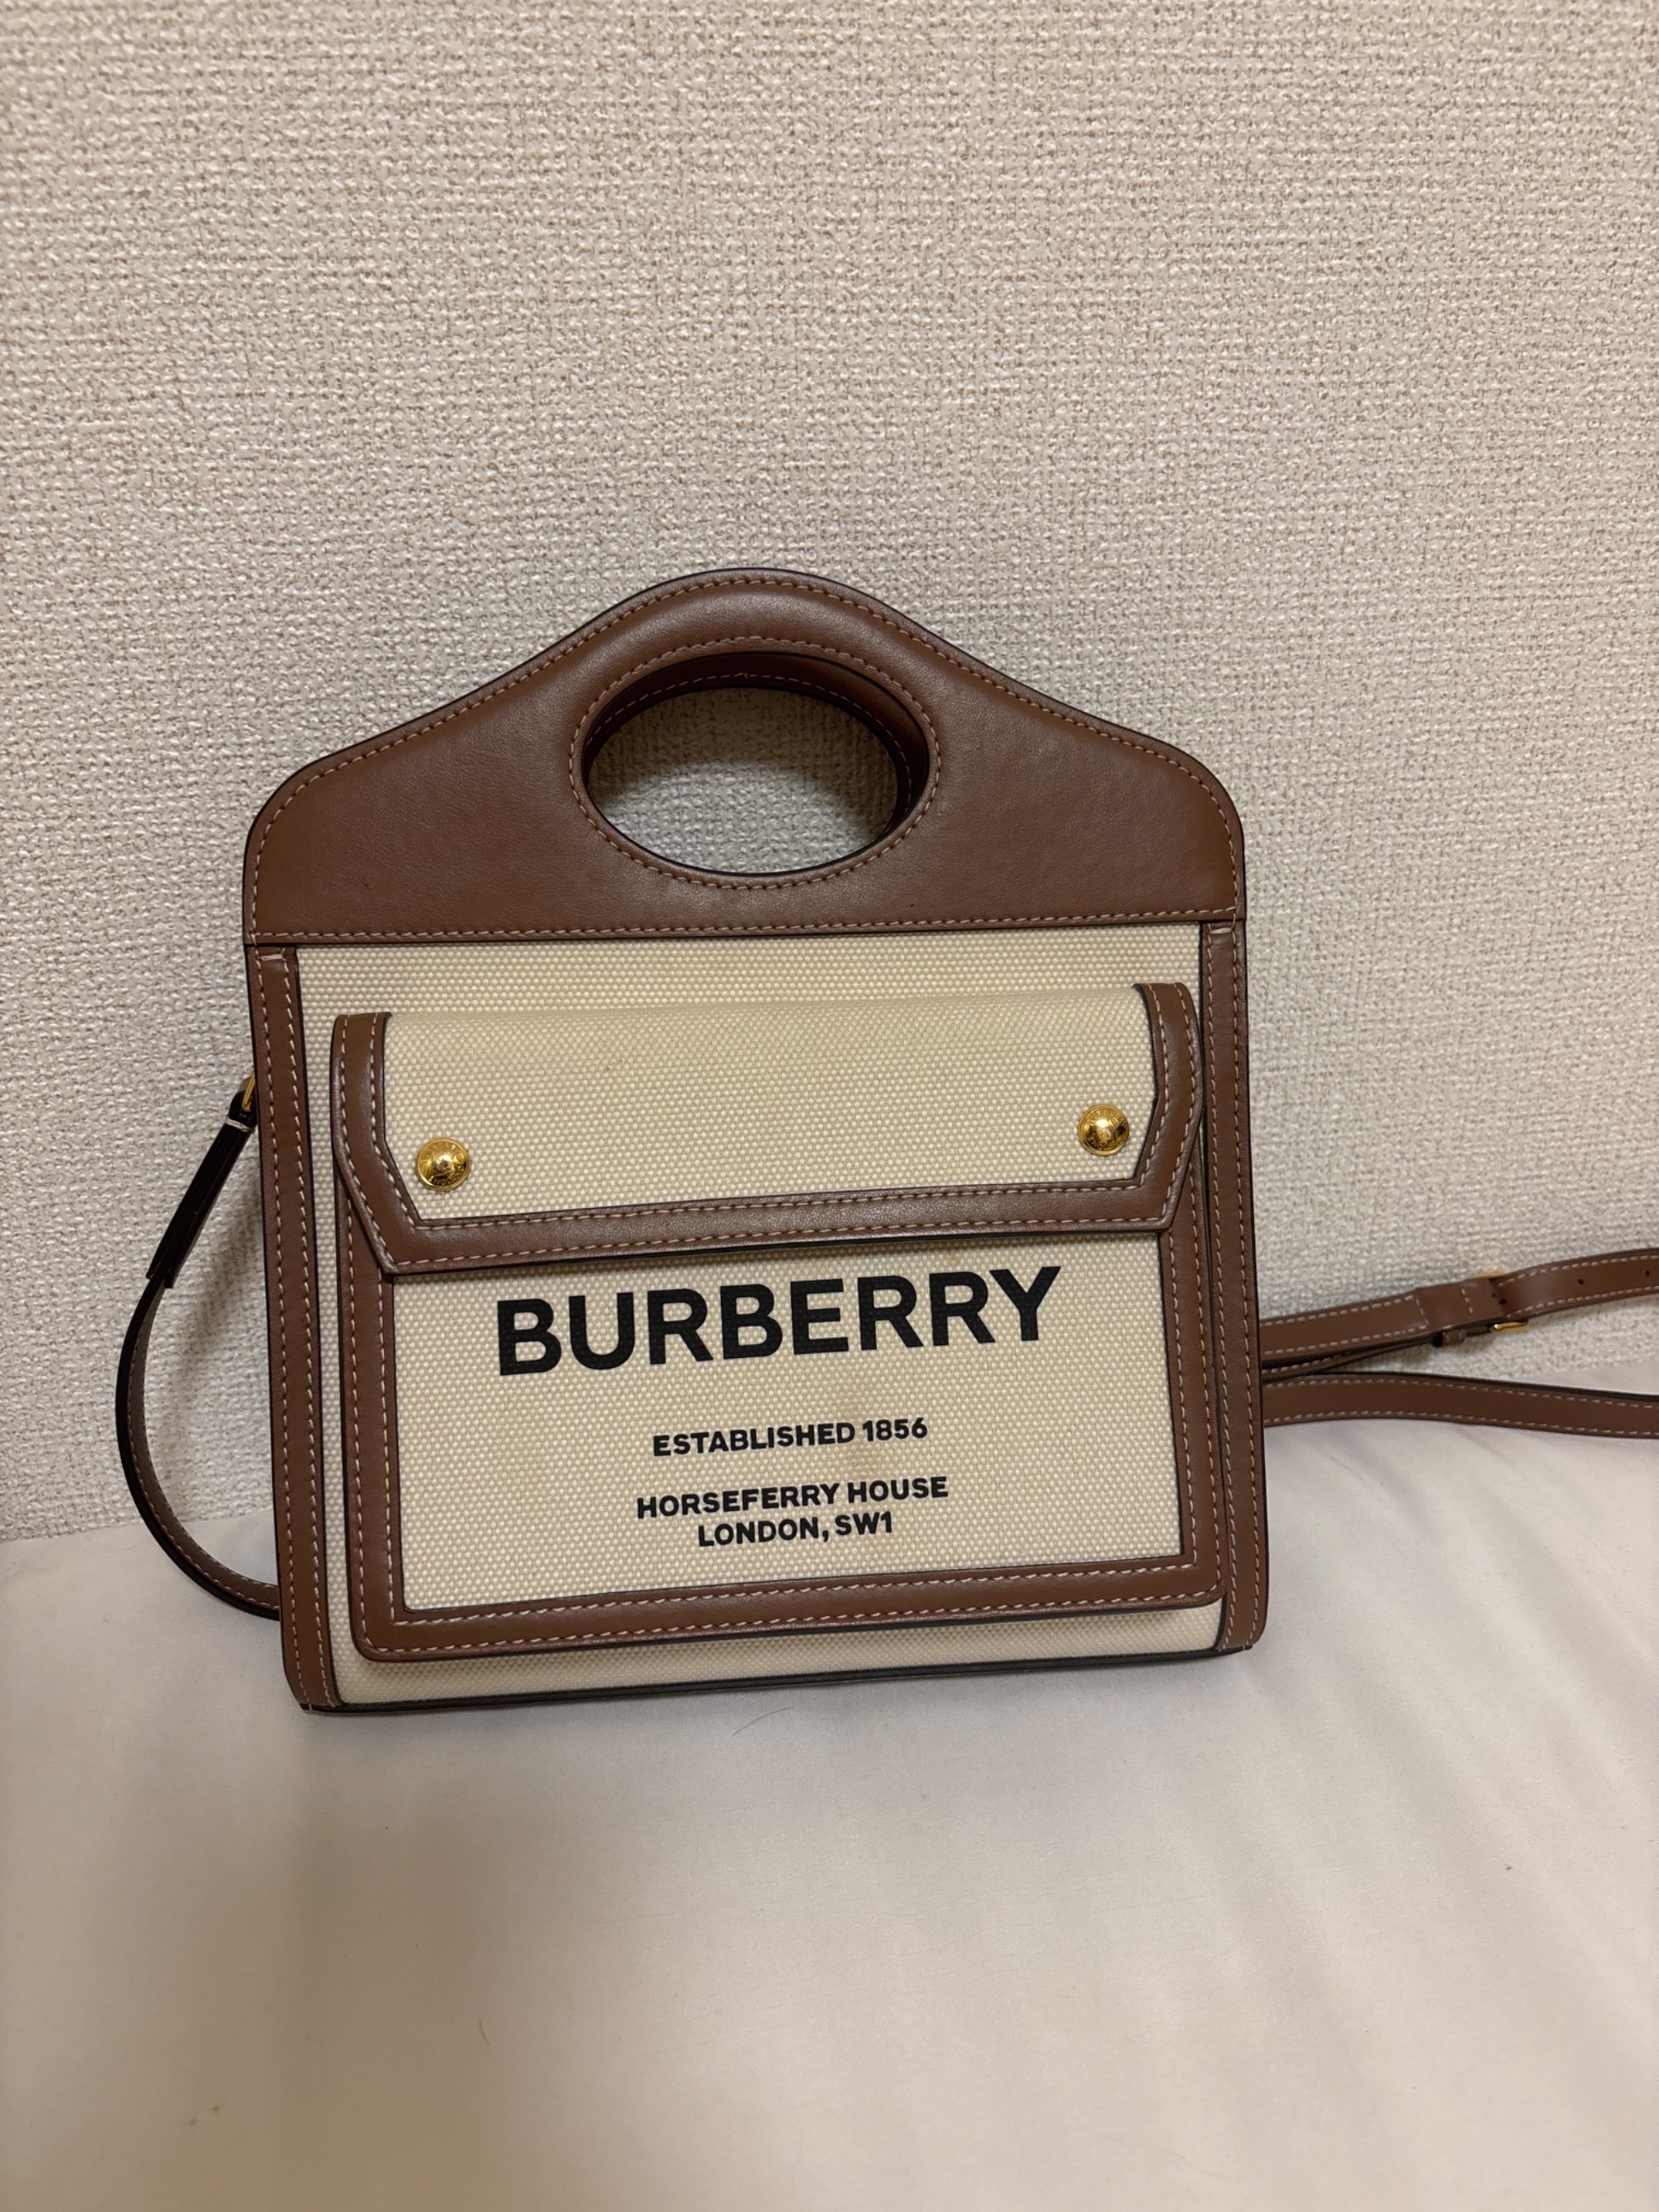 BURBERRY
ESTABLISHED 1856
HORSEFERRY HOUSE
LONDON, SW1